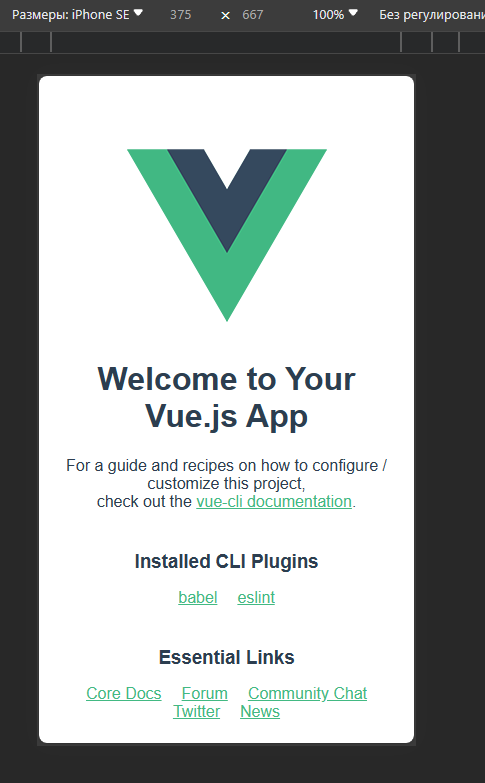 Размеры: iPhone SE 375 × 667 100% Без регулировани
Welcome to Your
Vue.js App
For a guide and recipes on how to configure /
customize this project,
check out the vue-cli documentation.
Installed CLI Plugins
babel eslint
Essential Links
Core Docs Forum Community Chat
Twitter News